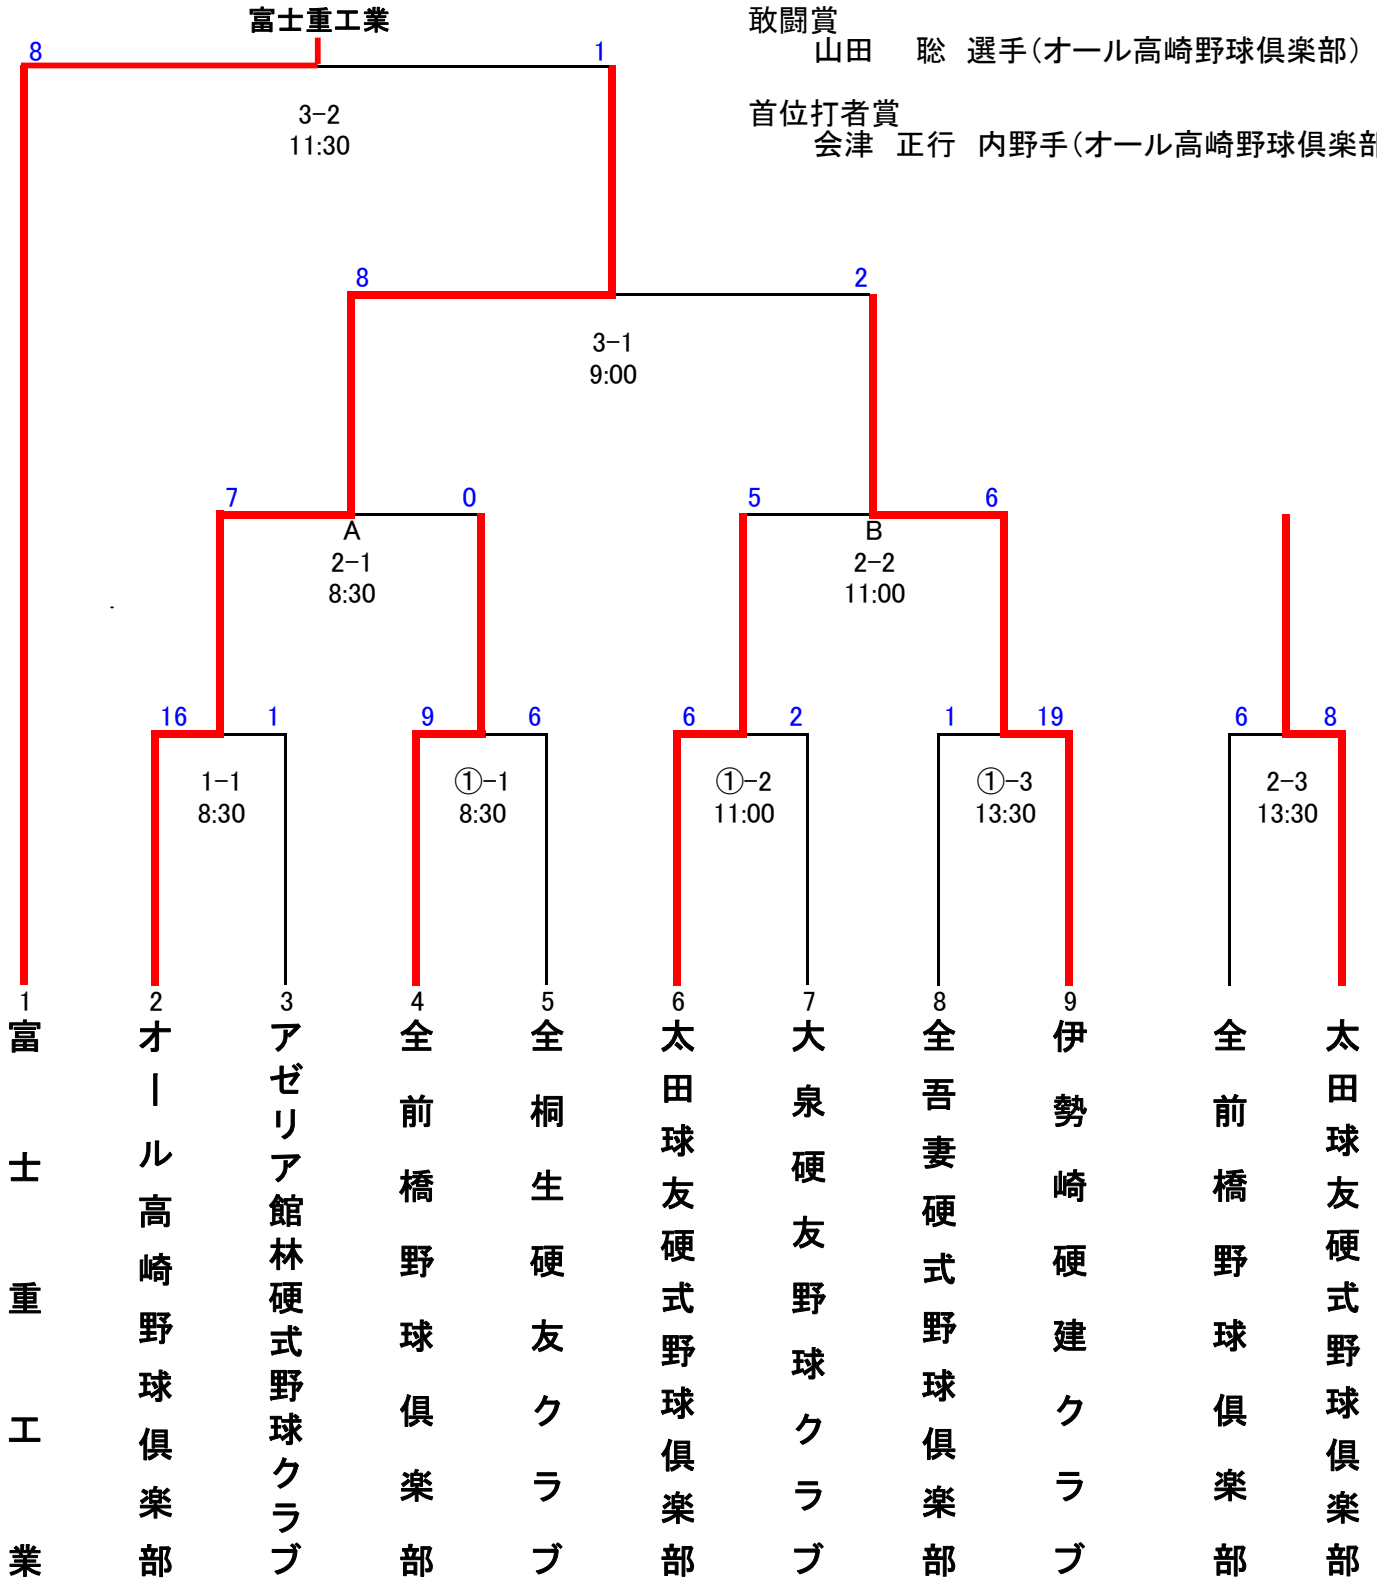 富士重工業
敢闘賞
山田 聡 選手(オール高崎野球倶楽部)
8 1
3-2
11:30
首位打者賞
会津 正行 内野手(オール高崎野球倶楽部
8 2
3-1
9:00
7 0 5 6
A B
2-1 2-2
8:30 11:00
16 1 9 6 6 2 1 19 6 8
1-1 ①-1 ①-2 ①-3 2-3
8:30 8:30 11:00 13:30 13:30
1 2 3 4 5 6 7 8 9
富士重工業
オール高崎野球倶楽部
アゼリア館林硬式野球クラブ
全前橋野球倶楽部
全桐生硬友クラブ
太田球友硬式野球倶楽部
大泉硬友野球クラブ
全吾妻硬式野球倶楽部
伊勢崎硬建クラブ
全前橋野球倶楽部
太田球友硬式野球倶楽部